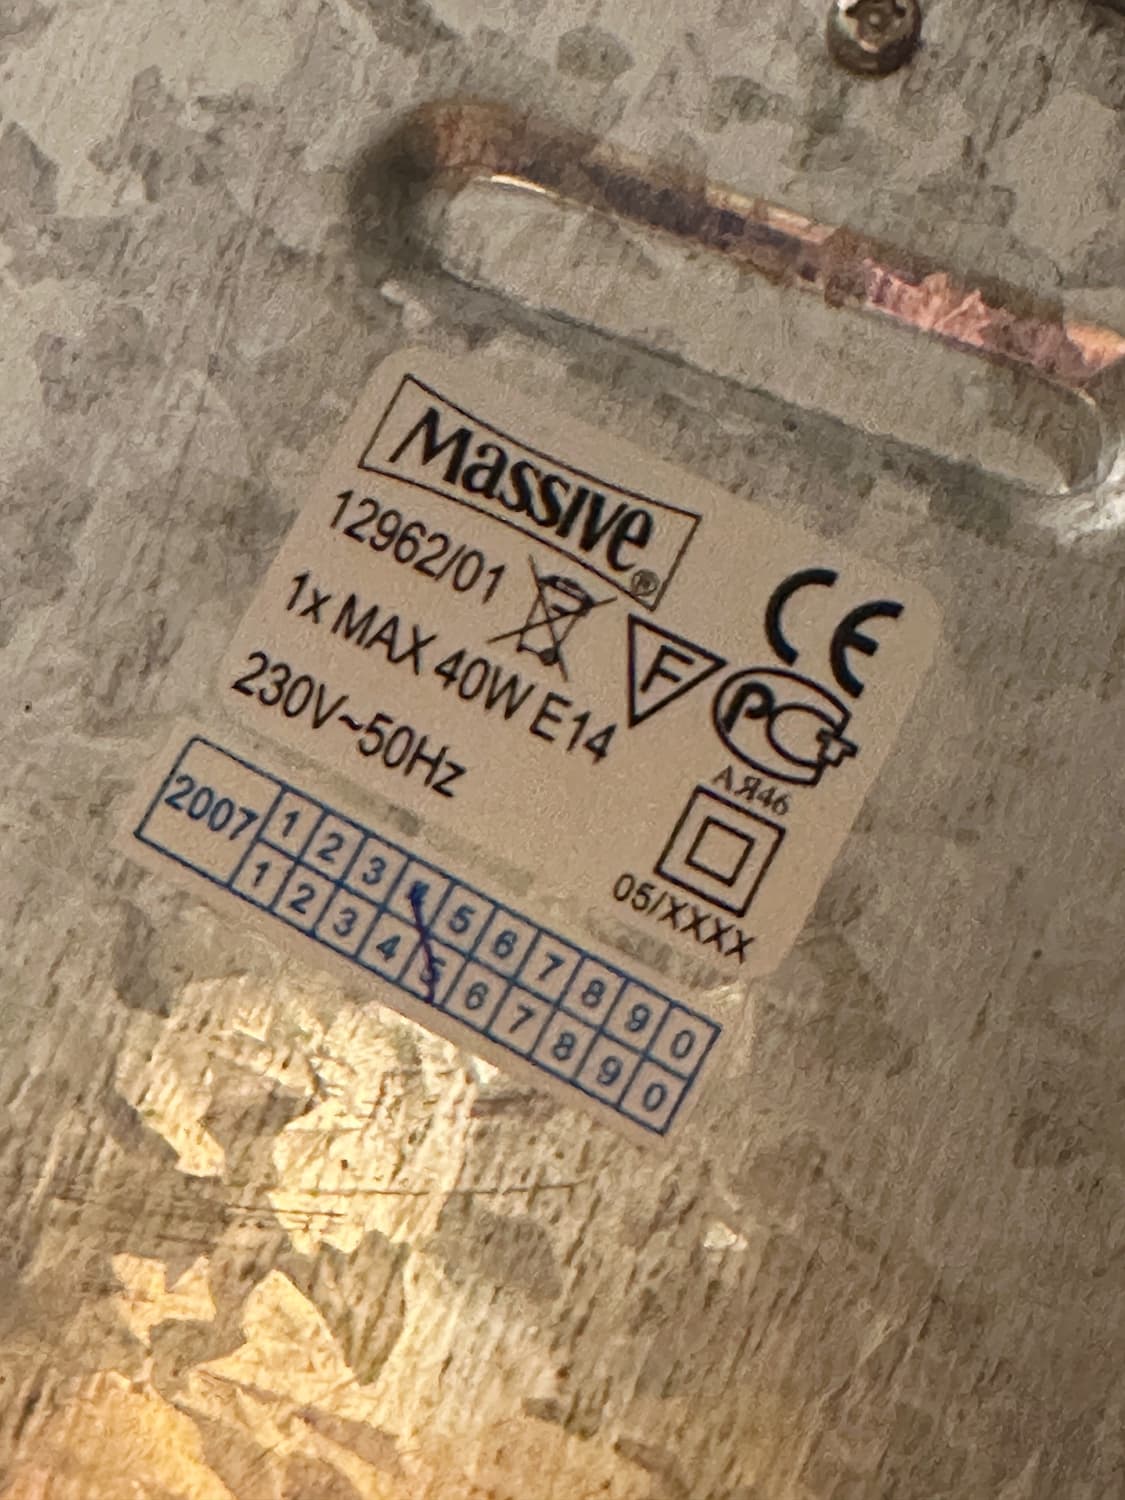 Massive®
12962/01
1x MAX 40W E14
230V~50Hz
CE
F
РСТ
АЯ46
05/XXXX
2007 1 2 3 4 5 6 7 8 9 0
1 2 3 4 5 6 7 8 9 0